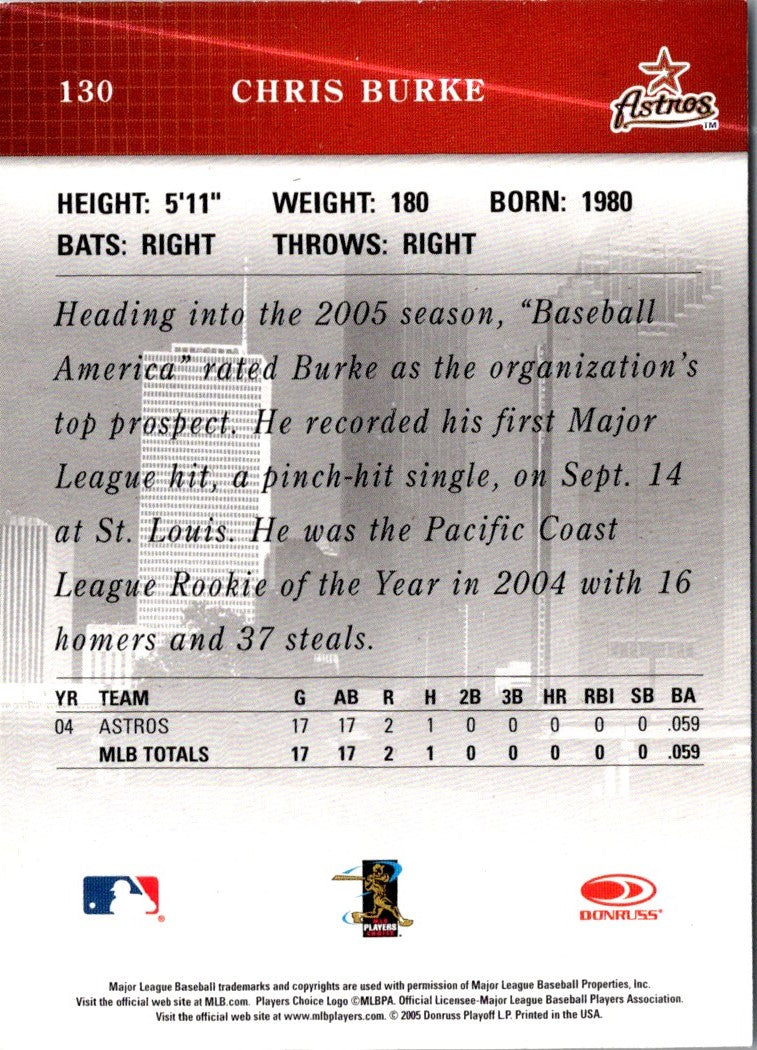 130 CHRIS BURKE Astros TM
HEIGHT: 5'11" WEIGHT: 180 BORN: 1980
BATS: RIGHT THROWS: RIGHT
Heading into the 2005 season, “Baseball
America” rated Burke as the organization’s
top prospect. He recorded his first Major
League hit, a pinch-hit single, on Sept. 14
at St. Louis. He was the Pacific Coast
League Rookie of the Year in 2004 with 16
homers and 37 steals.
YR TEAM G AB R H 2B 3B HR RBI SB BA
04 ASTROS 17 17 2 1 0 0 0 0 0 .059
MLB TOTALS 17 17 2 1 0 0 0 0 0 .059
MLB
PLAYERS
CHOICE
DONRUSS®
Major League Baseball trademarks and copyrights are used with permission of Major League Baseball Properties, Inc.
Visit the official web site at MLB.com. Players Choice Logo ©MLBPA. Official Licensee-Major League Baseball Players Association.
Visit the official web site at www.mlbplayers.com. © 2005 Donruss Playoff L.P. Printed in the USA.